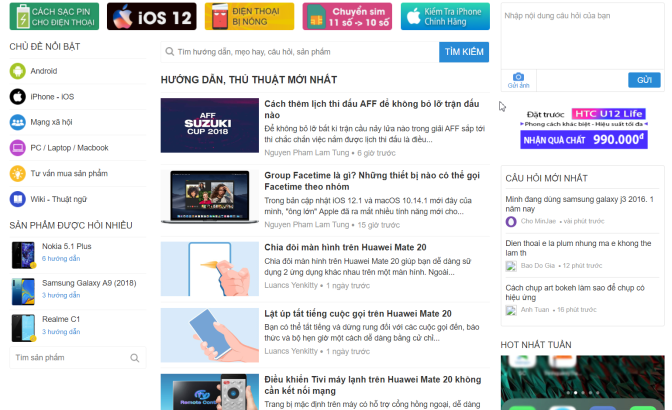 CÁCH SẠC PIN
CHO ĐIỆN THOẠI
iOS 12
ĐIỆN THOẠI
BỊ NÓNG
Chuyển sim
11 số -> 10 số
Kiểm Tra iPhone
Chính Hãng
CHỦ ĐỀ NỔI BẬT
Android
iPhone - iOS
Mạng xã hội
PC / Laptop / Macbook
Tư vấn mua sản phẩm
Wiki - Thuật ngữ
SẢN PHẨM ĐƯỢC HỎI NHIỀU
Nokia 5.1 Plus
6 hướng dẫn
Samsung Galaxy A9 (2018)
3 hướng dẫn
Realme C1
3 hướng dẫn
Tìm sản phẩm
Tìm hướng dẫn, mẹo hay, câu hỏi, sản phẩm
TÌM KIẾM
HƯỚNG DẪN, THỦ THUẬT MỚI NHẤT
AFF
SUZUKI
CUP 2018
Cách thêm lịch thi đấu AFF để không bỏ lỡ trận đấu
nào
Để không bỏ lỡ bất kì trận cầu nảy lửa nào trong giải AFF sắp tới
thì chắc chắn việc nắm được lịch thi đấu là điều...
Nguyen Pham Lam Tung • 6 giờ trước
Group Facetime là gì? Những thiết bị nào có thể gọi
Facetime theo nhóm
Trong bản cập nhật iOS 12.1 và macOS 10.14.1 mới đây của
mình, "ông lớn" Apple đã ra mắt nhiều tính năng mới cho...
Nguyen Pham Lam Tung • 15 giờ trước
Chia đôi màn hình trên Huawei Mate 20
Chia đôi màn hình trên Huawei Mate 20 giúp bạn dễ dàng sử
dụng 2 ứng dụng khác nhau trên một màn hình. Ngoài...
Luancs Yenkitty • 1 ngày trước
Lật úp tắt tiếng cuộc gọi trên Huawei Mate 20
Bạn có thể tắt tiếng và dừng rung đối với các cuộc gọi đến, báo
thức và bộ hẹn giờ một cách dễ dàng bằng cử chỉ...
Luancs Yenkitty • 1 ngày trước
Remote Control
Điều khiển Tivi máy lạnh trên Huawei Mate 20 không
cần kết nối mạng
Trang bị mặc định trên máy có hỗ trợ cổng hồng ngoại, dễ dàng
Nhập nội dung câu hỏi của bạn
Gửi ảnh
GỬI
Đặt trước HTC U12 Life
Phong cách khác biệt - Hiệu suất tối đa
NHẬN QUÀ CHẤT 990.000đ
CÂU HỎI MỚI NHẤT
Mình đang dùng samsung galaxy j3 2016. 1
năm nay
Cho MinJae • vài phút trước
Dien thoai e la plum nhung ma e khong the
lam th
Bao Do Gia • 12 phút trước
Cách chụp art bokeh làm sao để chụp có
hiệu ứng
Anh Tuan • 16 phút trước
HOT NHẤT TUẦN